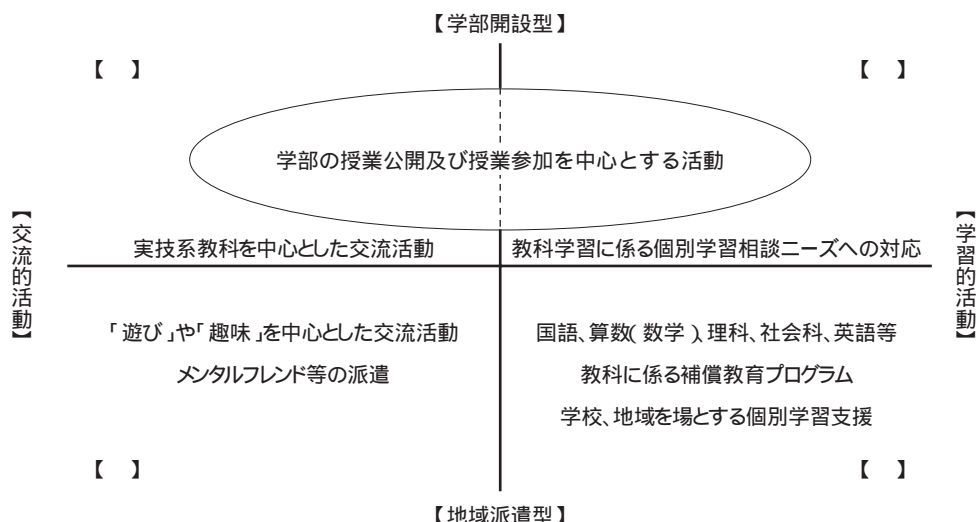 【学部開設型】
【　】
【　】
学部の授業公開及び授業参加を中心とする活動
【交流的活動】
【学習的活動】
実技系教科を中心とした交流活動
教科学習に係る個別学習相談ニーズへの対応
「遊び」や「趣味」を中心とした交流活動
国語、算数(数学)、理科、社会科、英語等
メンタルフレンド等の派遣
教科に係る補償教育プログラム
学校、地域を場とする個別学習支援
【　】
【　】
【地域派遣型】